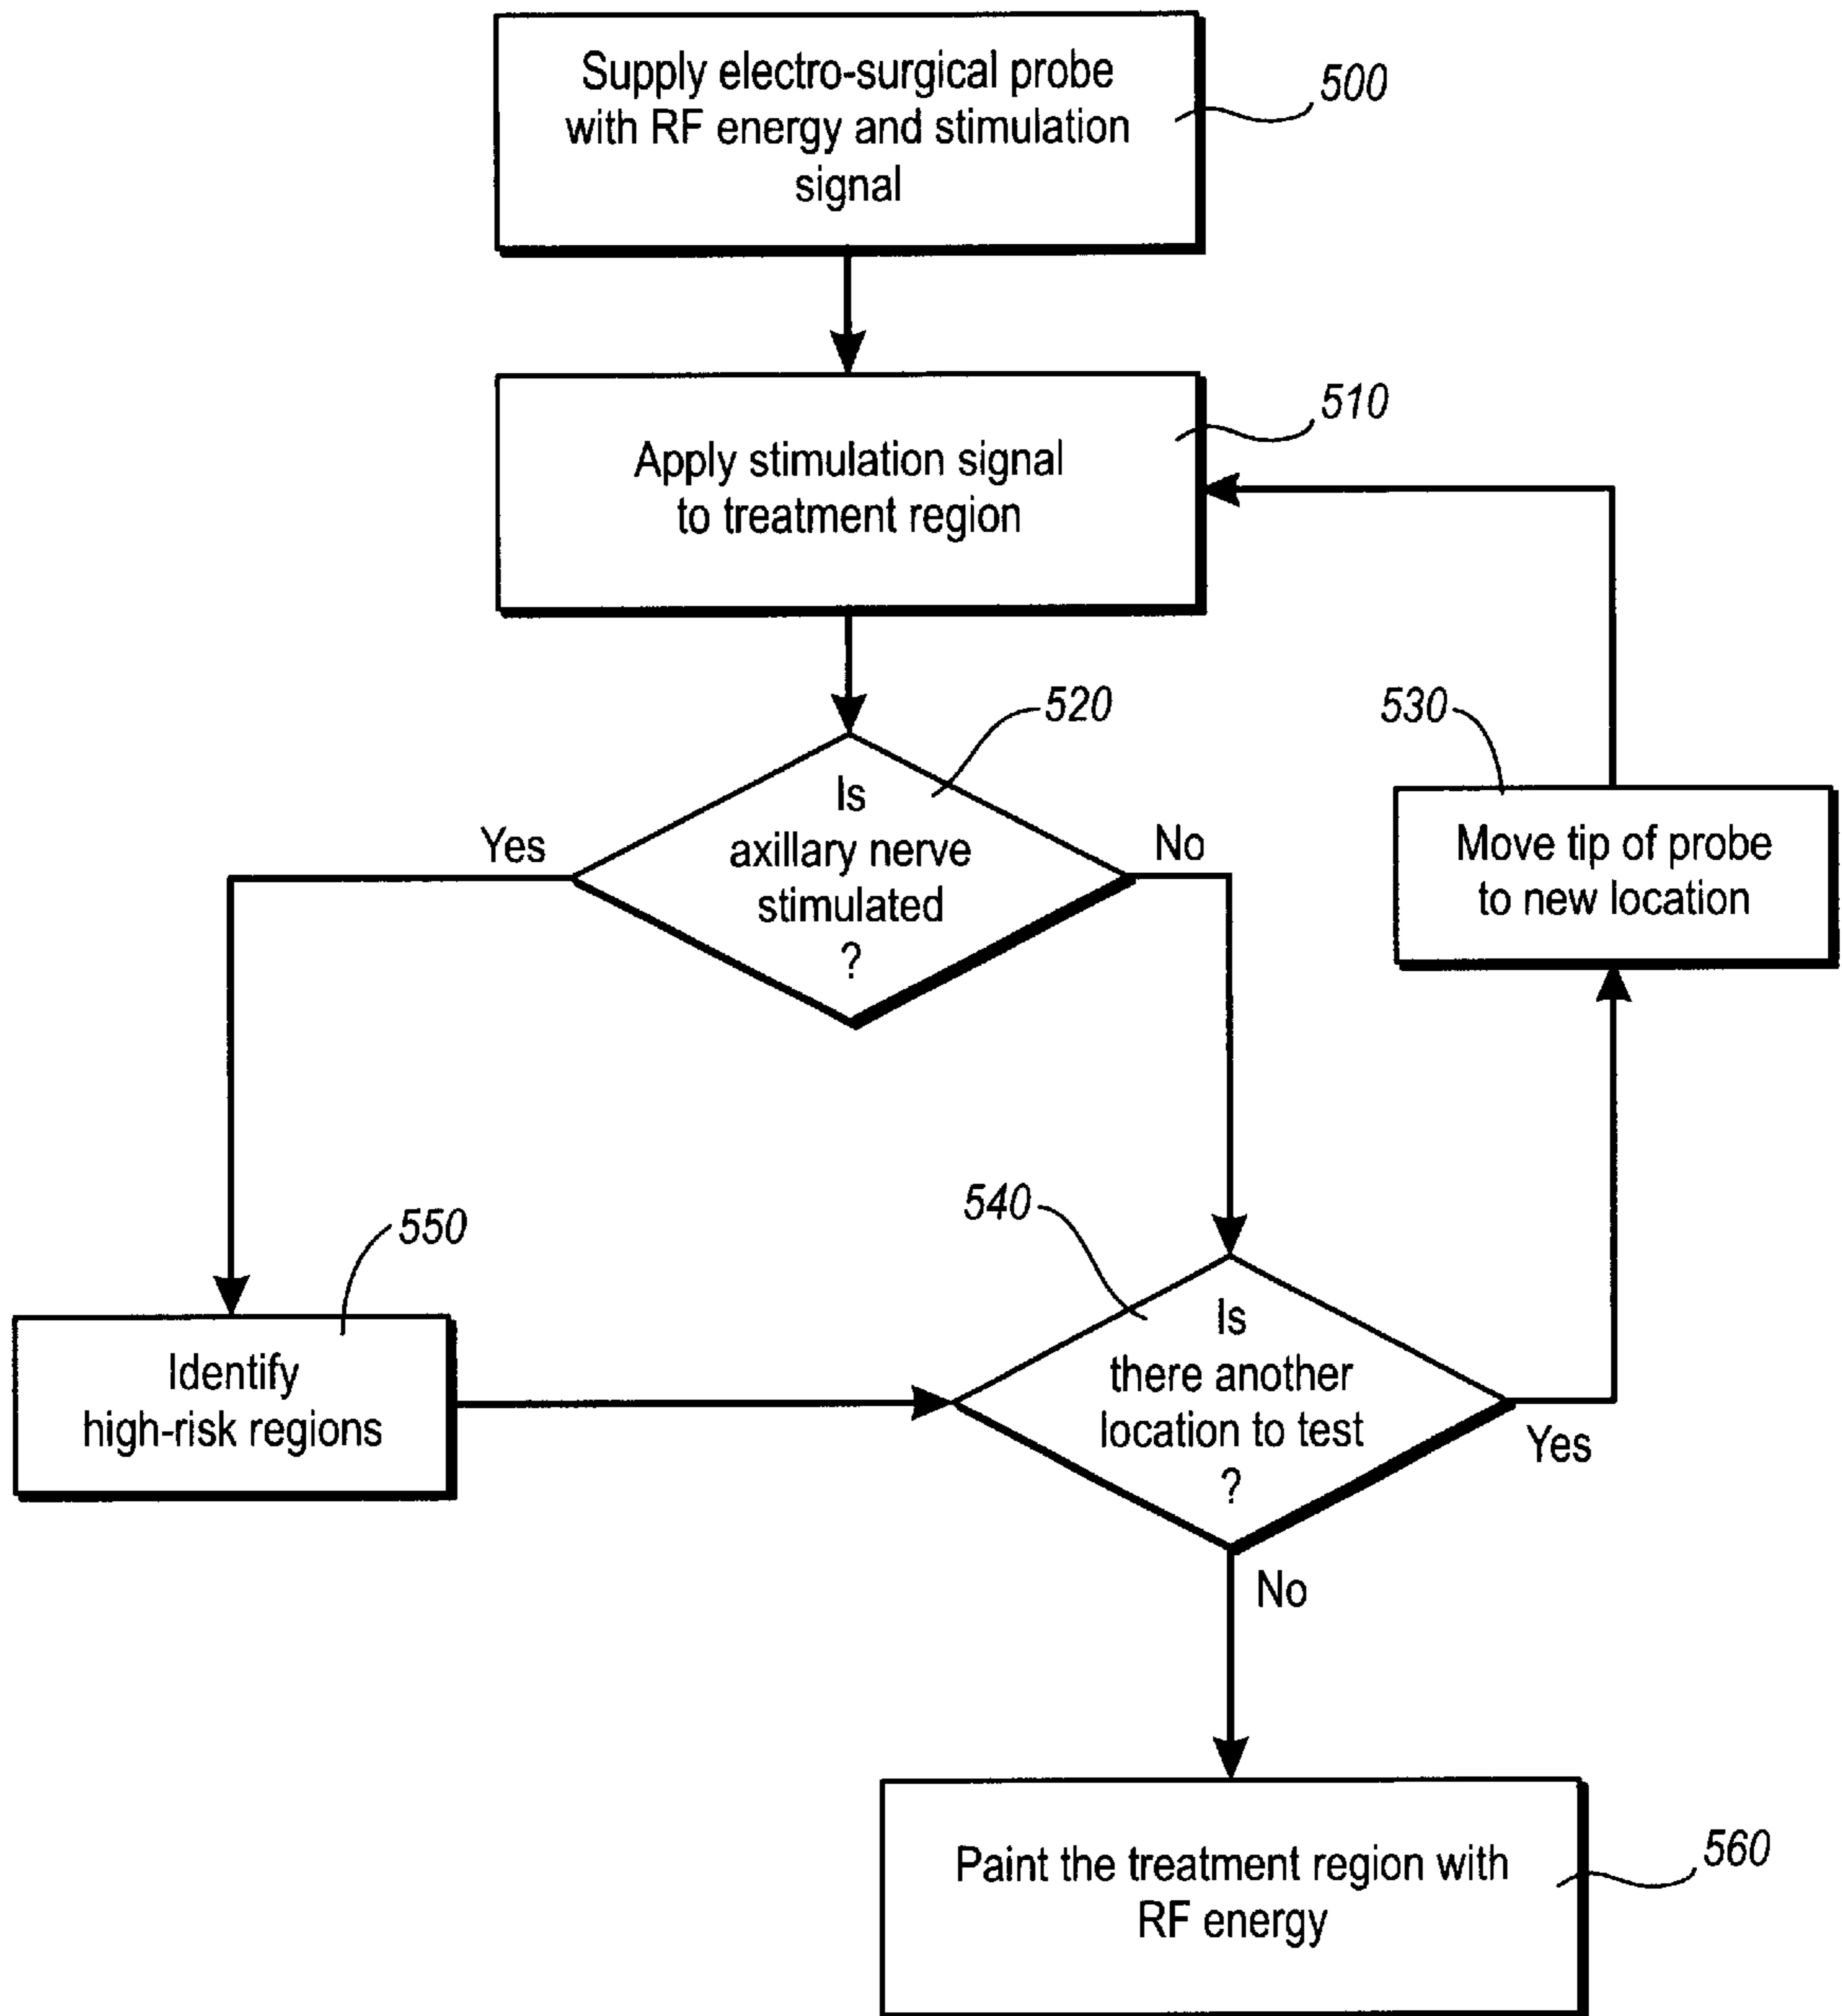 Supply electro-surgical probe
with RF energy and stimulation
signal
500
Apply stimulation signal
to treatment region
510
Is
axillary nerve
stimulated
?
520
Yes
No
530
Move tip of probe
to new location
550
Identify
high-risk regions
540
Is
there another
location to test
?
Yes
No
Paint the treatment region with
RF energy
560